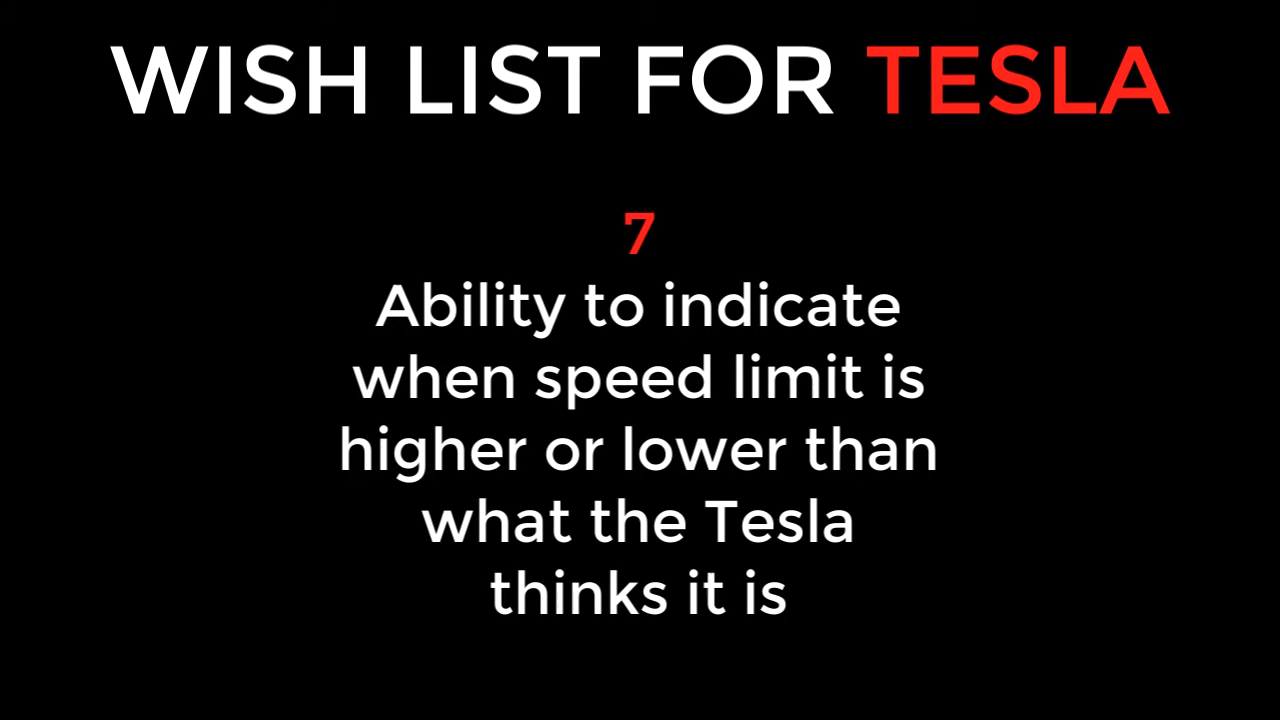 WISH LIST FOR TESLA
7
Ability to indicate
when speed limit is
higher or lower than
what the Tesla
thinks it is